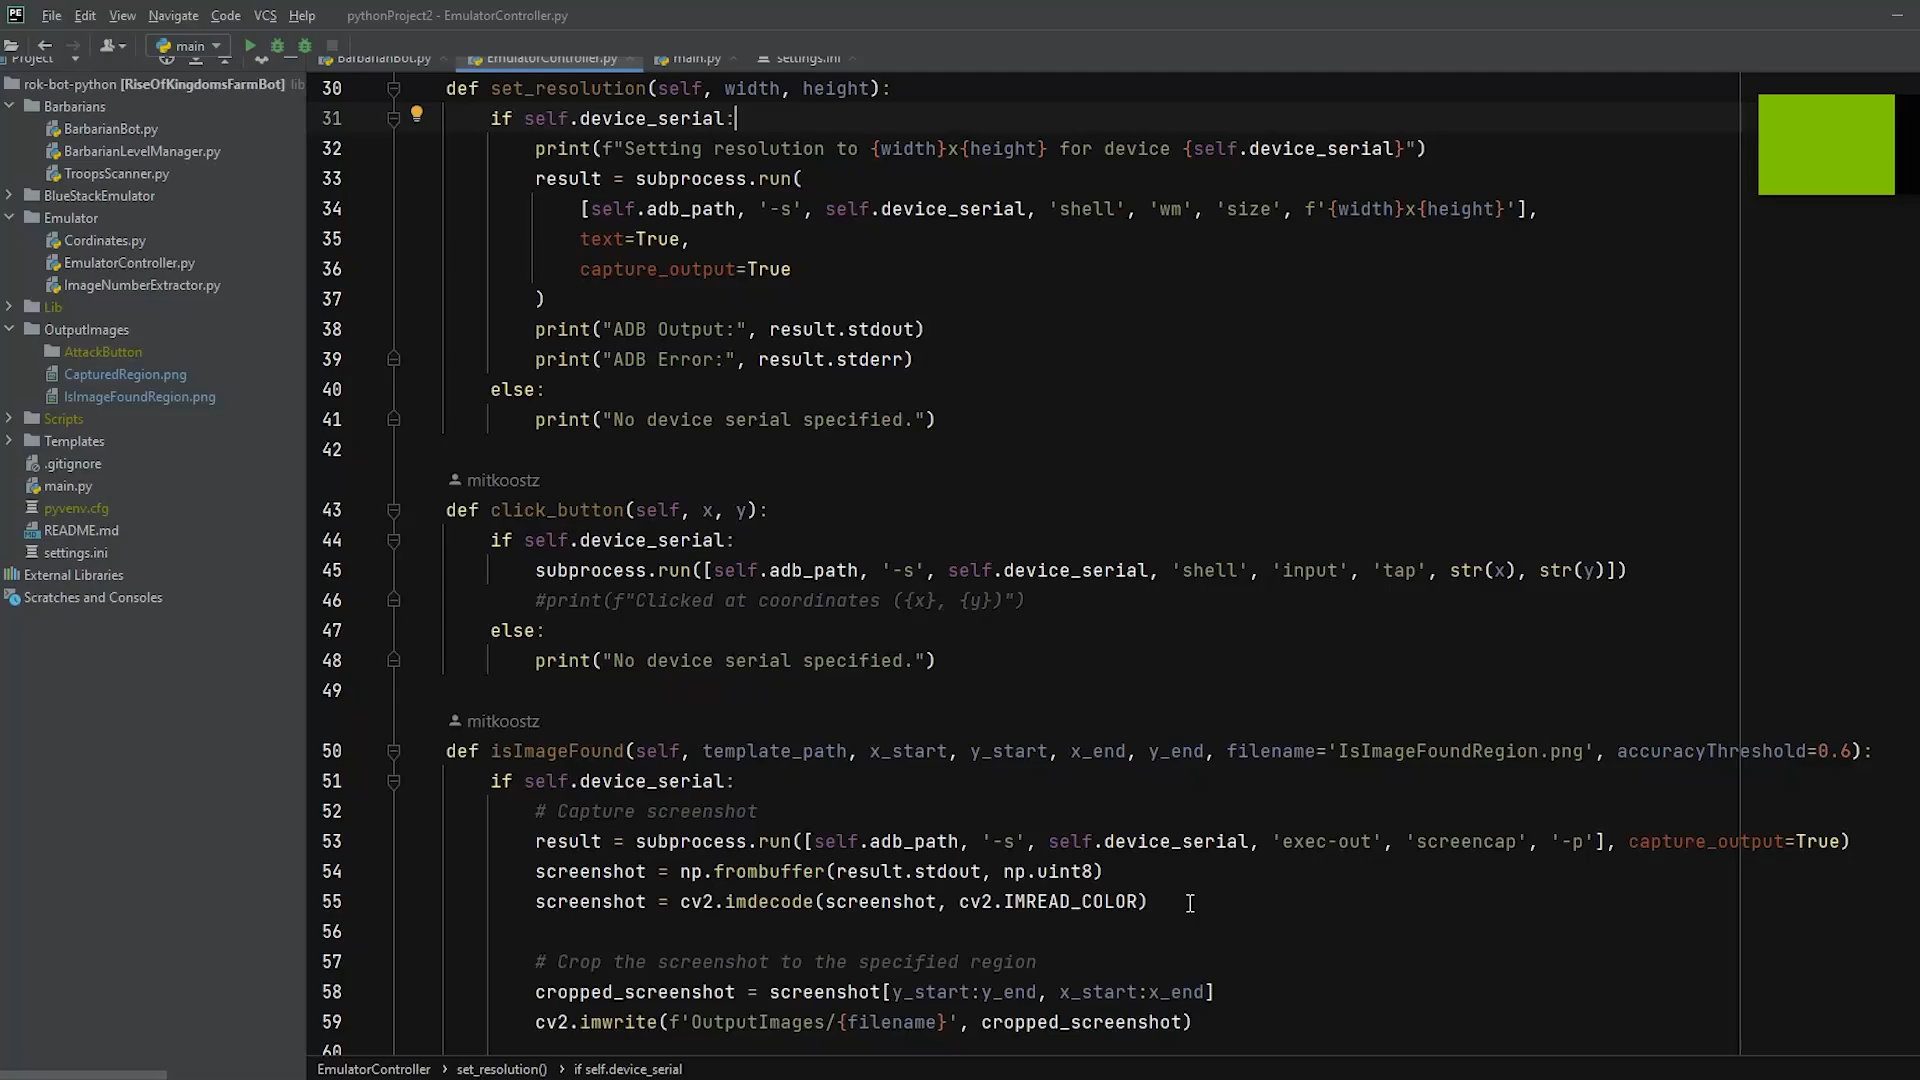 PE File Edit View Navigate Code VCS Help pythonProject2 - EmulatorController.py
main
Project
BarbarianBot.py EmulatorController.py main.py settings.ini
rok-bot-python [RiseOfKingdomsFarmBot] lib
Barbarians
BarbarianBot.py
BarbarianLevelManager.py
TroopsScanner.py
BlueStackEmulator
Emulator
Cordinates.py
EmulatorController.py
ImageNumberExtractor.py
Lib
OutputImages
AttackButton
CapturedRegion.png
IsImageFoundRegion.png
Scripts
Templates
.gitignore
main.py
pyvenv.cfg
README.md
settings.ini
External Libraries
Scratches and Consoles
30 def set_resolution(self, width, height):
31 if self.device_serial:
32 print(f"Setting resolution to {width}x{height} for device {self.device_serial}")
33 result = subprocess.run(
34 [self.adb_path, '-s', self.device_serial, 'shell', 'wm', 'size', f'{width}x{height}'],
35 text=True,
36 capture_output=True
37 )
38 print("ADB Output:", result.stdout)
39 print("ADB Error:", result.stderr)
40 else:
41 print("No device serial specified.")
42
mitkoostz
43 def click_button(self, x, y):
44 if self.device_serial:
45 subprocess.run([self.adb_path, '-s', self.device_serial, 'shell', 'input', 'tap', str(x), str(y)])
46 #print(f"Clicked at coordinates ({x}, {y})")
47 else:
48 print("No device serial specified.")
49
mitkoostz
50 def isImageFound(self, template_path, x_start, y_start, x_end, y_end, filename='IsImageFoundRegion.png', accuracyThreshold=0.6):
51 if self.device_serial:
52 # Capture screenshot
53 result = subprocess.run([self.adb_path, '-s', self.device_serial, 'exec-out', 'screencap', '-p'], capture_output=True)
54 screenshot = np.frombuffer(result.stdout, np.uint8)
55 screenshot = cv2.imdecode(screenshot, cv2.IMREAD_COLOR)
56
57 # Crop the screenshot to the specified region
58 cropped_screenshot = screenshot[y_start:y_end, x_start:x_end]
59 cv2.imwrite(f'OutputImages/{filename}', cropped_screenshot)
60
EmulatorController › set_resolution() › if self.device_serial